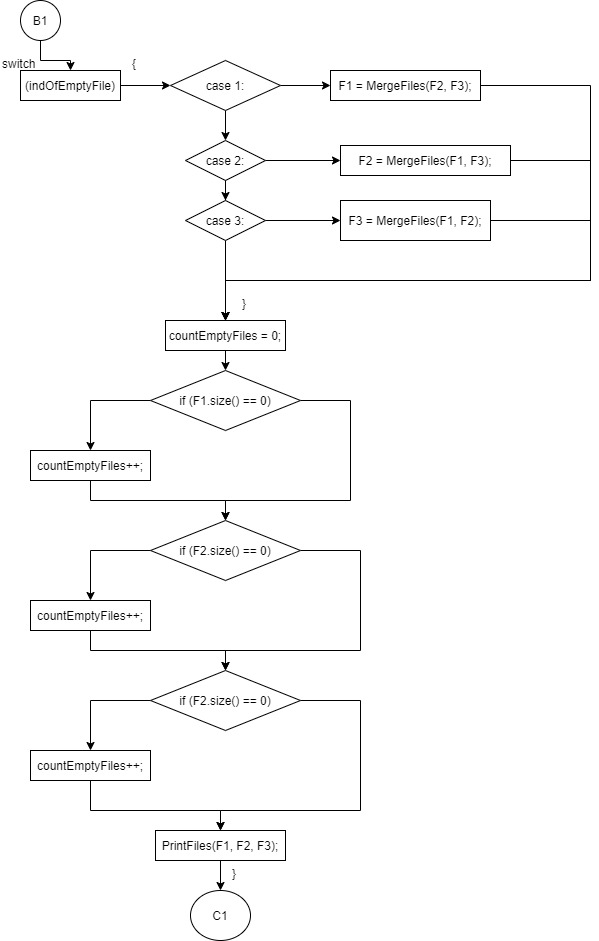 B1
switch
{
(indOfEmptyFile)
case 1:
F1 = MergeFiles(F2, F3);
case 2:
F2 = MergeFiles(F1, F3);
case 3:
F3 = MergeFiles(F1, F2);
}
countEmptyFiles = 0;
if (F1.size() == 0)
countEmptyFiles++;
if (F2.size() == 0)
countEmptyFiles++;
if (F2.size() == 0)
countEmptyFiles++;
PrintFiles(F1, F2, F3);
}
C1